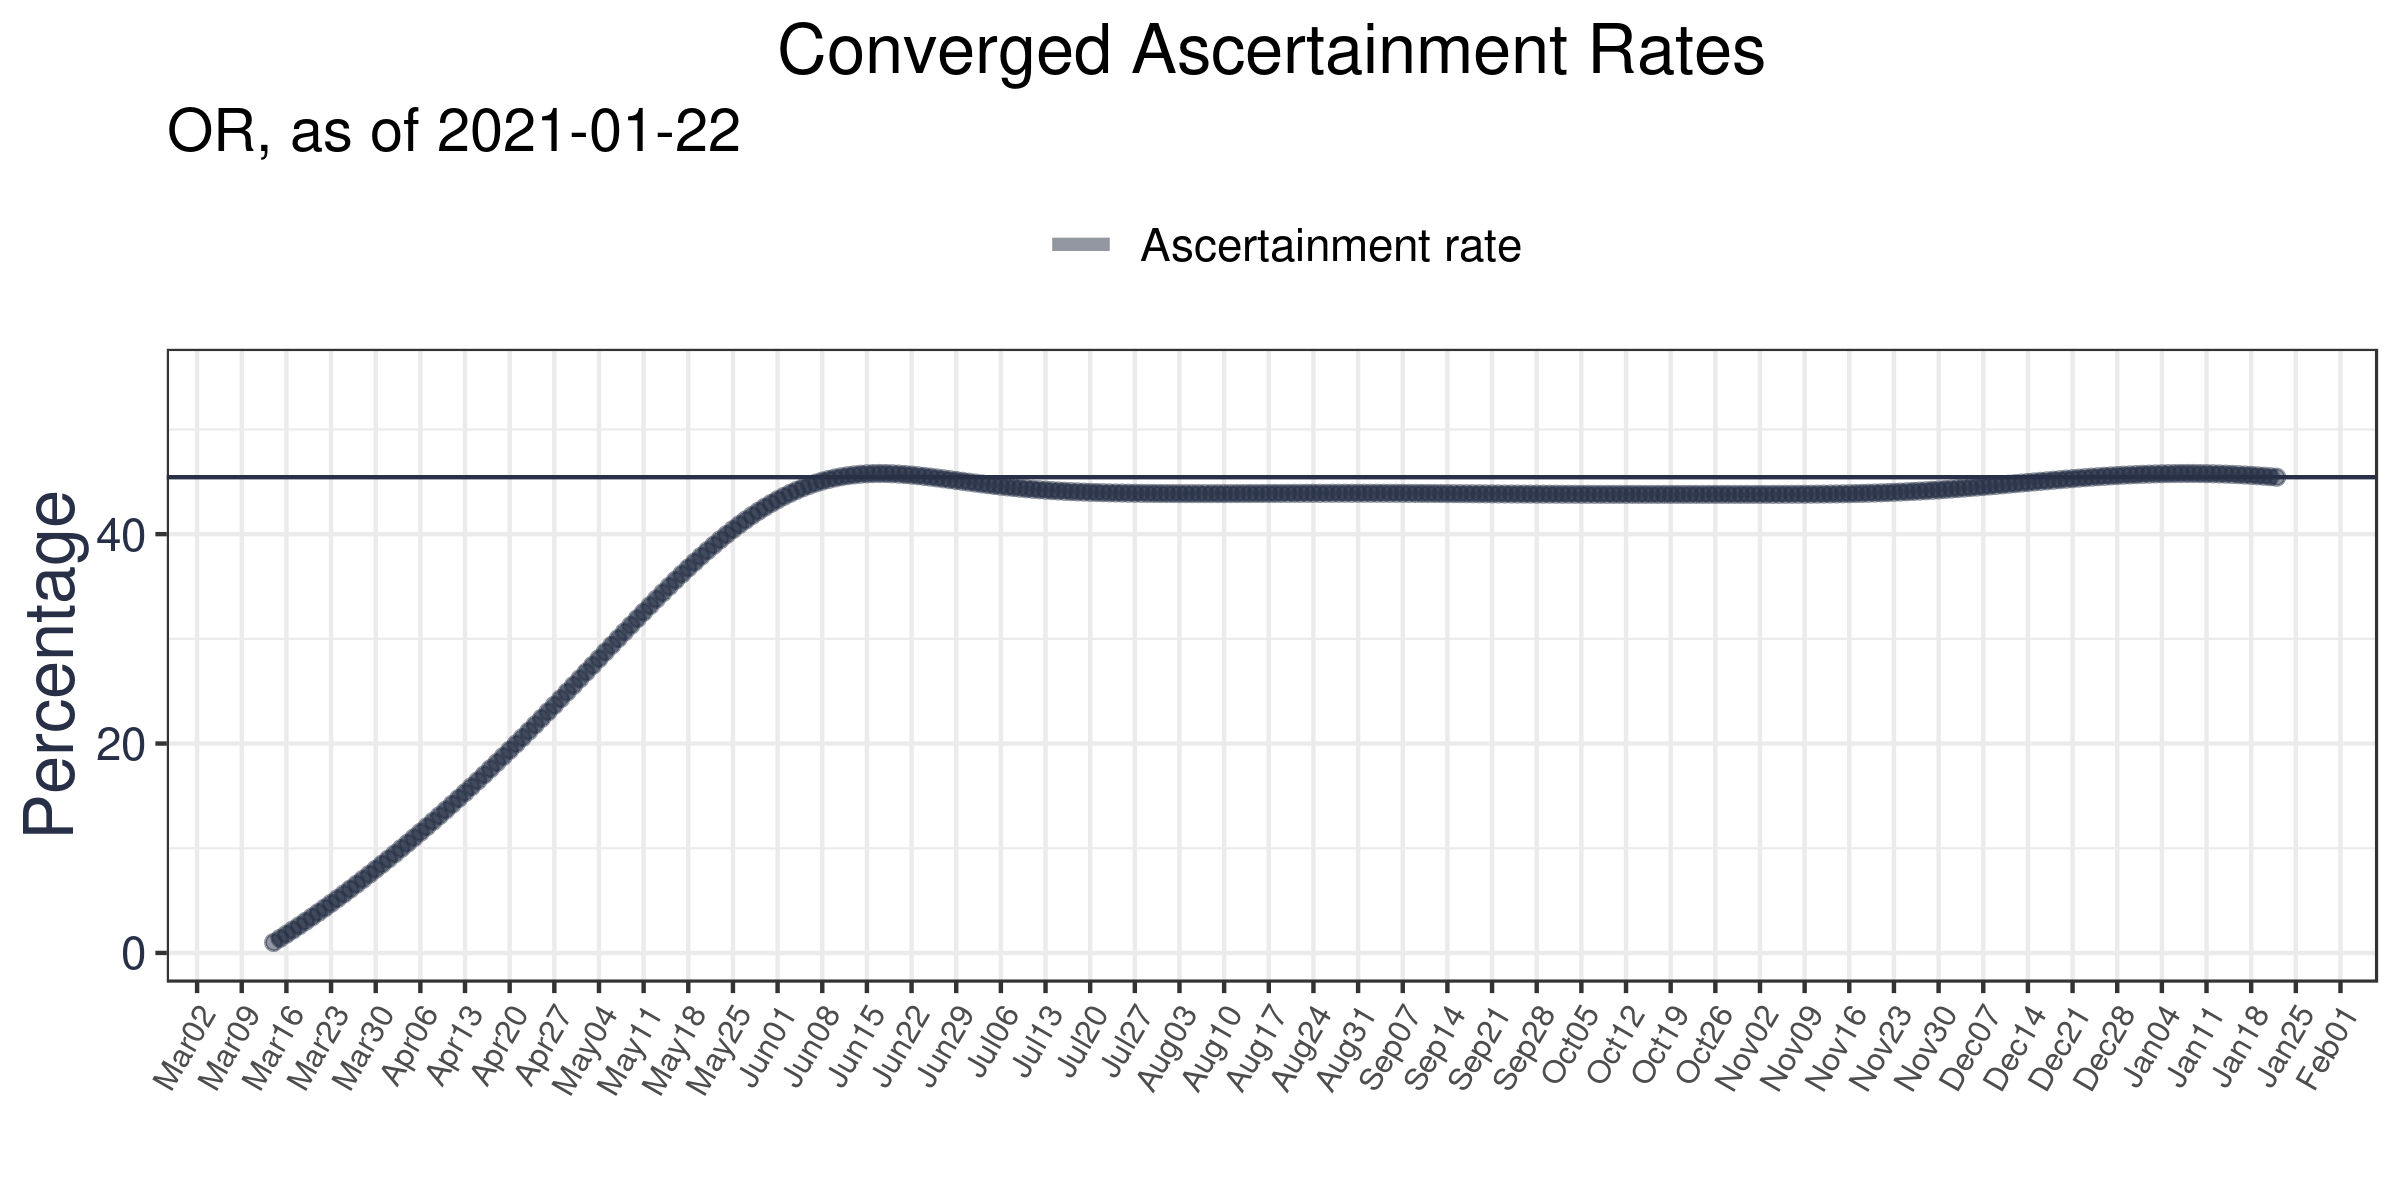 Converged Ascertainment Rates
OR, as of 2021-01-22
Ascertainment rate
Percentage
40
20
0
Mar02
Mar09
Mar16
Mar23
Mar30
Apr06
Apr13
Apr20
Apr27
May04
May11
May18
May25
Jun01
Jun08
Jun15
Jun22
Jun29
Jul06
Jul13
Jul20
Jul27
Aug03
Aug10
Aug17
Aug24
Aug31
Sep07
Sep14
Sep21
Sep28
Oct05
Oct12
Oct19
Oct26
Nov02
Nov09
Nov16
Nov23
Nov30
Dec07
Dec14
Dec21
Dec28
Jan04
Jan11
Jan18
Jan25
Feb01